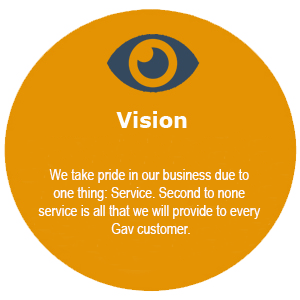 Vision
We take pride in our business due to
one thing: Service. Second to none
service is all that we will provide to every
Gav customer.